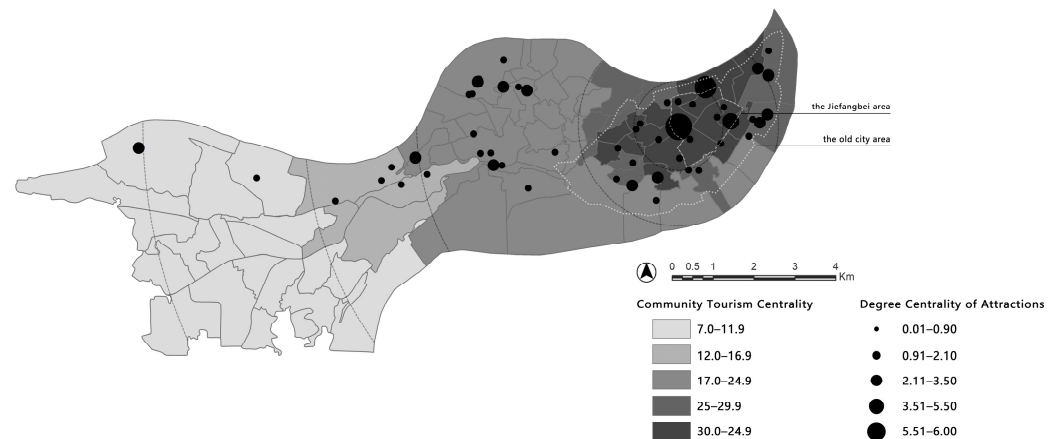 the Jiefangbei area
the old city area
0 0.5 1 2 3 4
Km
Community Tourism Centrality
7.0–11.9
12.0–16.9
17.0–24.9
25–29.9
30.0–24.9
Degree Centrality of Attractions
0.01–0.90
0.91–2.10
2.11–3.50
3.51–5.50
5.51–6.00